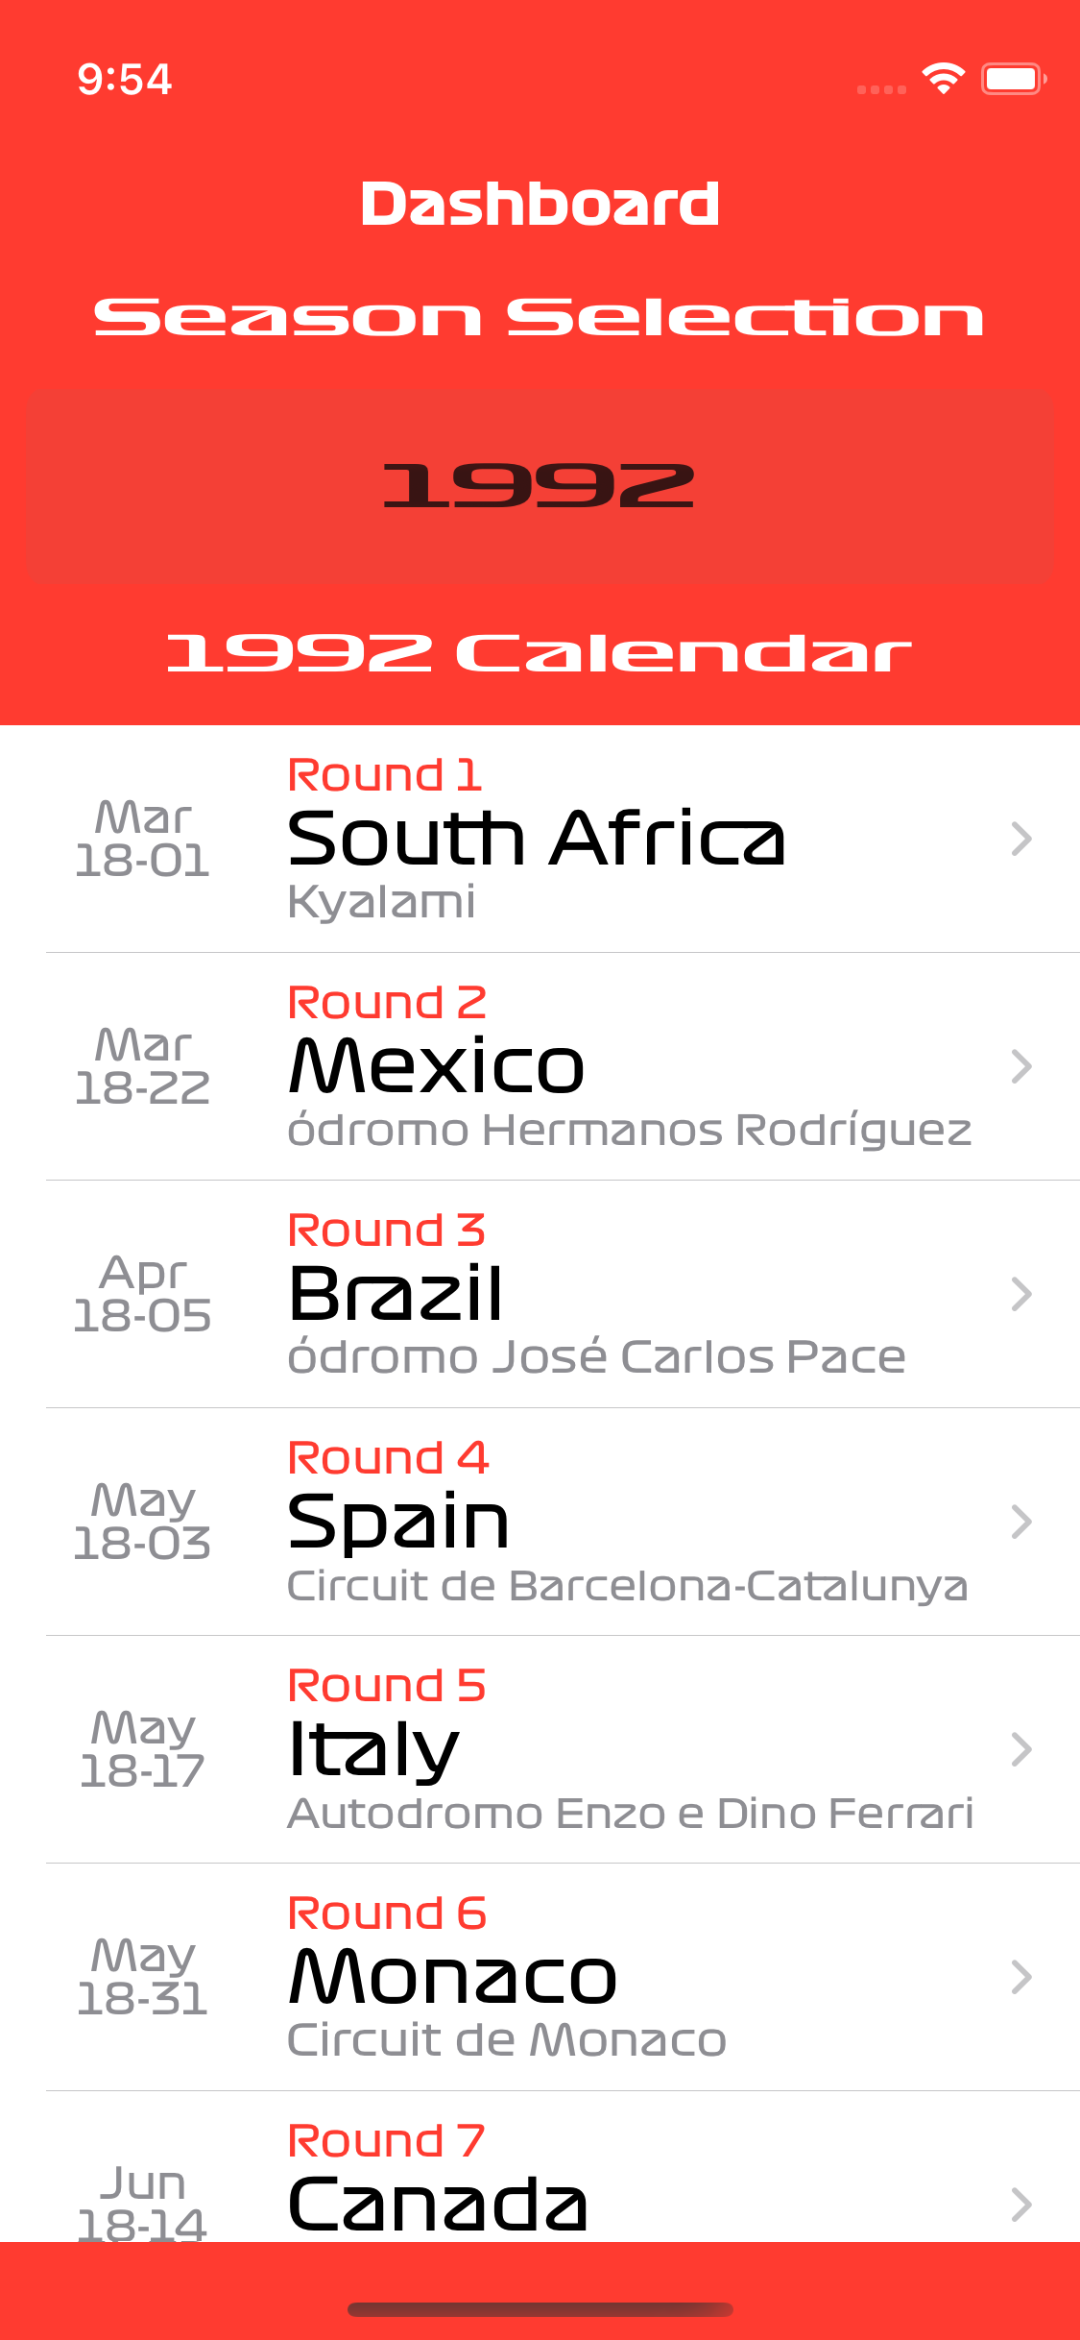 9:54
Dashboard
Season Selection
1992
1992 Calendar
Round 1
Mar
18-01
South Africa
Kyalami
Round 2
Mar
18-22
Mexico
ódromo Hermanos Rodríguez
Round 3
Apr
18-05
Brazil
ódromo José Carlos Pace
Round 4
May
18-03
Spain
Circuit de Barcelona-Catalunya
Round 5
May
18-17
Italy
Autodromo Enzo e Dino Ferrari
Round 6
May
18-31
Monaco
Circuit de Monaco
Round 7
Jun
18-14
Canada